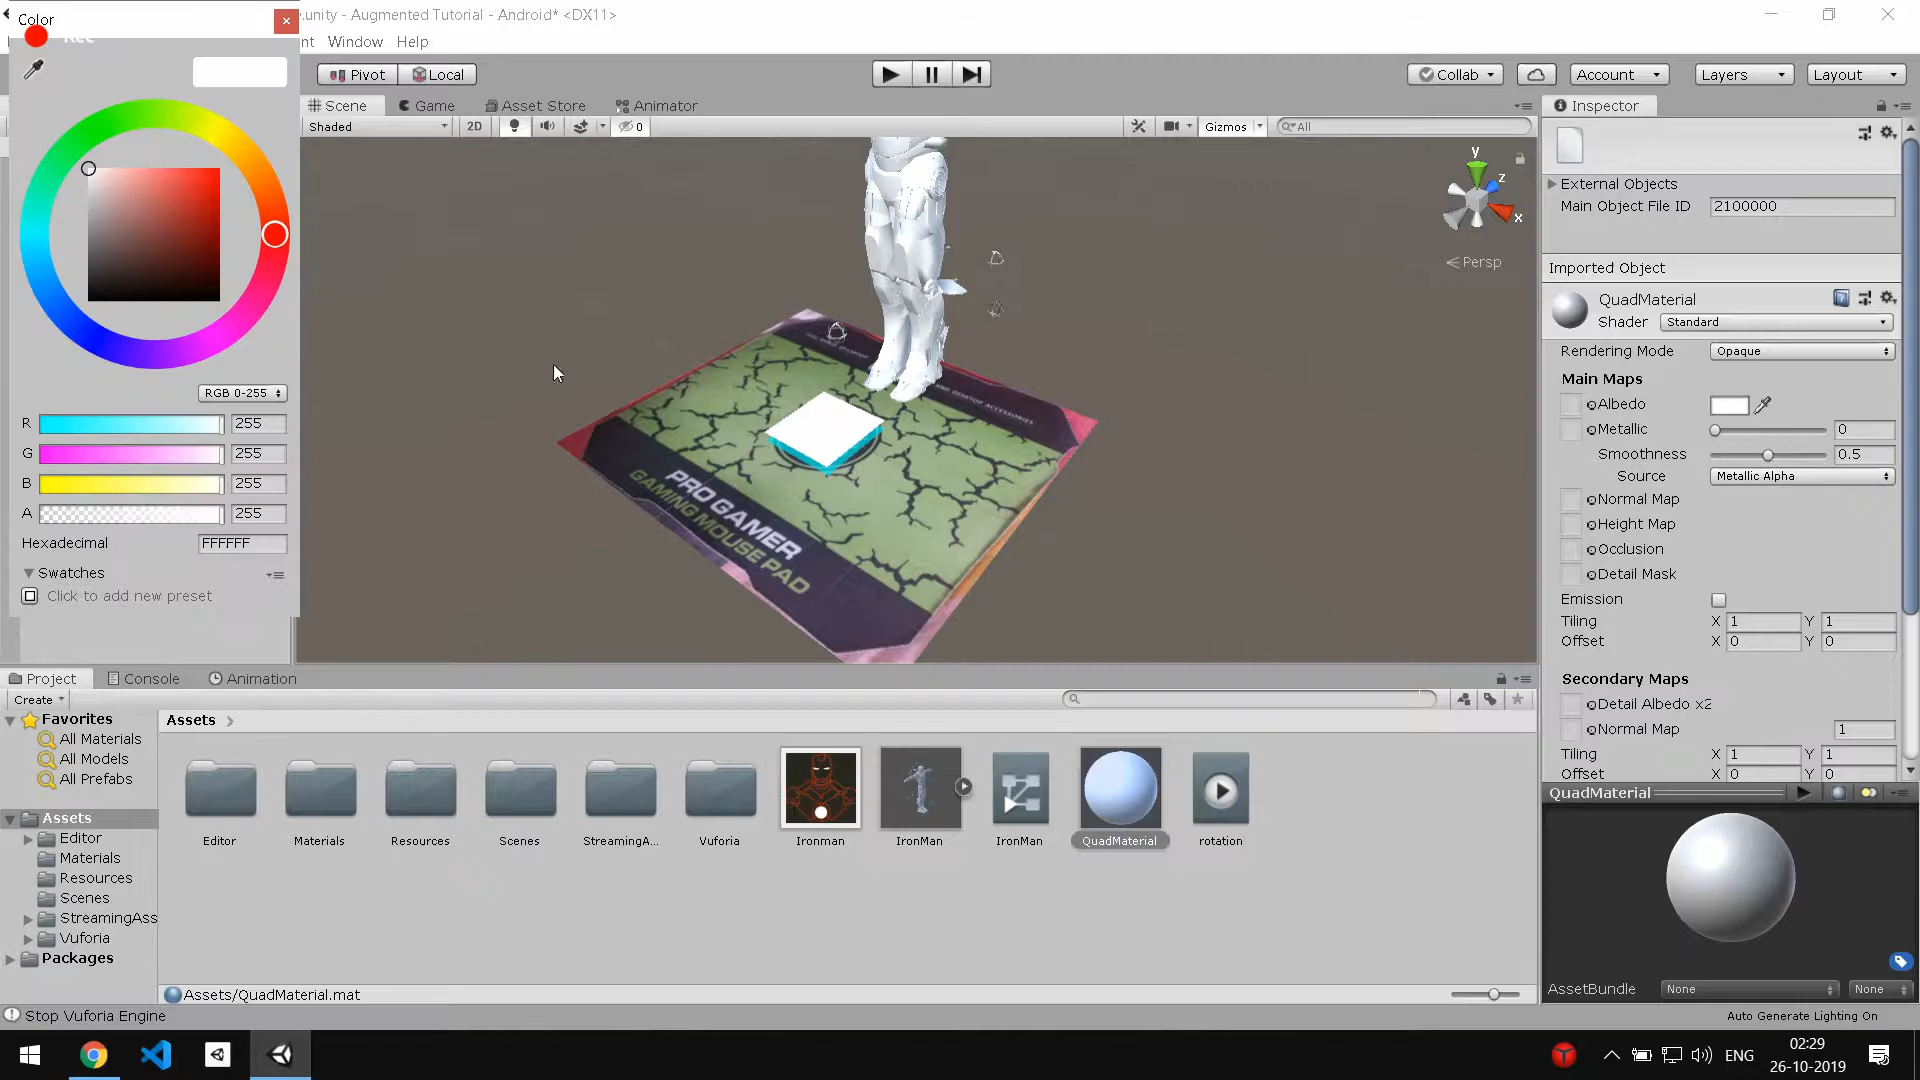 Color
.unity - Augmented Tutorial - Android* <DX11>
REC
nt Window Help
Pivot Local
Collab Account Layers Layout
Scene Game Asset Store Animator
Inspector
Shaded 2D 0 Gizmos All
y
z
x
Persp
External Objects
Main Object File ID 2100000
Imported Object
QuadMaterial
Shader Standard
Rendering Mode Opaque
Main Maps
Albedo
Metallic 0
Smoothness 0.5
Source Metallic Alpha
Normal Map
Height Map
Occlusion
Detail Mask
Emission
Tiling X 1 Y 1
Offset X 0 Y 0
Secondary Maps
Detail Albedo x2
Normal Map 1
Tiling X 1 Y 1
Offset X 0 Y 0
RGB 0-255
R 255
G 255
B 255
A 255
Hexadecimal FFFFFF
Swatches
Click to add new preset
AND DESKTOP ACCESSORIES
PRO GAMER
GAMING MOUSE PAD
Project Console Animation
Create
Favorites
All Materials
All Models
All Prefabs
Assets
Editor
Materials
Resources
Scenes
StreamingAss
Vuforia
Packages
Assets
Editor Materials Resources Scenes StreamingA... Vuforia Ironman IronMan IronMan QuadMaterial rotation
Assets/QuadMaterial.mat
QuadMaterial
AssetBundle None None
Stop Vuforia Engine
Auto Generate Lighting On
ENG
02:29
26-10-2019